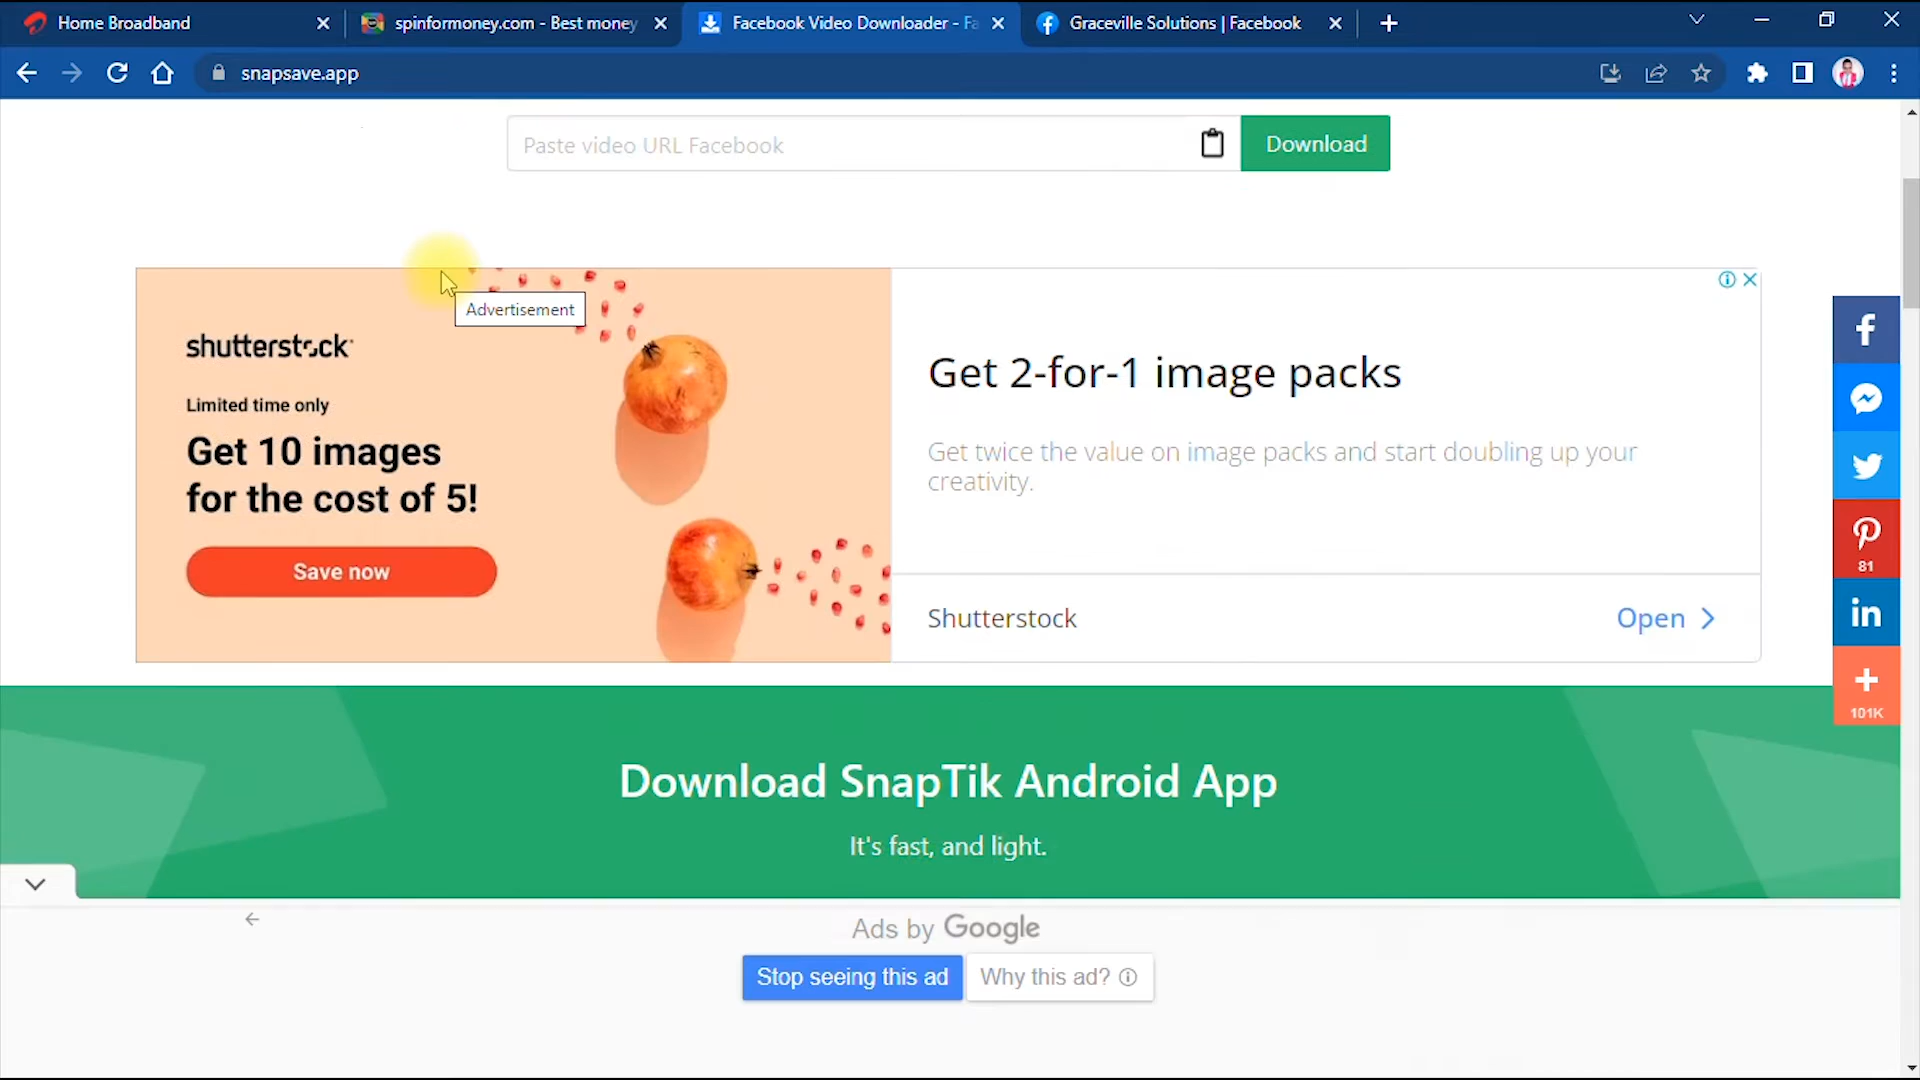 Home Broadband
spinformoney.com - Best money
Facebook Video Downloader - Fa
Graceville Solutions | Facebook
snapsave.app
Paste video URL Facebook
Download
Advertisement
shutterstock
Limited time only
Get 10 images
for the cost of 5!
Save now
Get 2-for-1 image packs
Get twice the value on image packs and start doubling up your
creativity.
Shutterstock
Open
81
in
101K
Download SnapTik Android App
It's fast, and light.
Ads by Google
Stop seeing this ad
Why this ad?